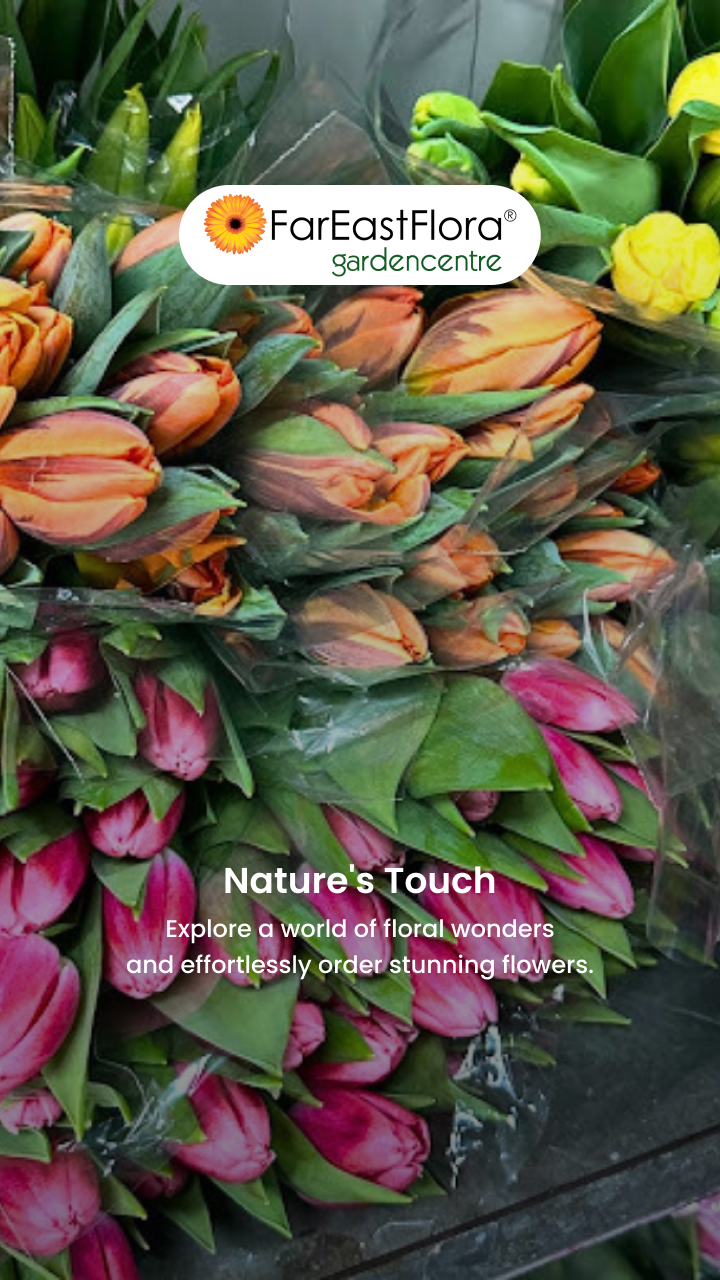 FarEastFlora®
gardencentre
Nature's Touch
Explore a world of floral wonders
and effortlessly order stunning flowers.